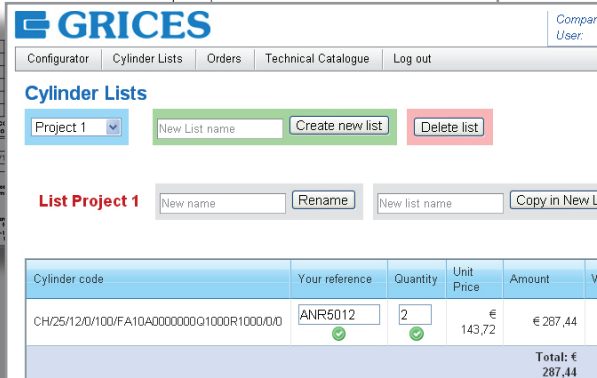 GRICES
Compan
User:
Configurator Cylinder Lists Orders Technical Catalogue Log out
Cylinder Lists
Project 1 New List name Create new list Delete list
List Project 1 New name Rename New list name Copy in New L
Cylinder code Your reference Quantity Unit Price Amount V
CH/25/12/0/100/FA10A0000000Q1000R1000/0/0 ANR5012 2 € 143,72 € 287,44
Total: €
287,44